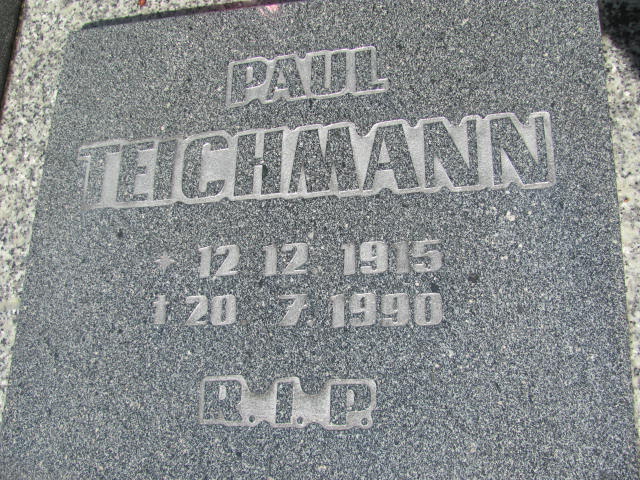 PAUL
TEICHMANN
* 12 12 1915
† 20 7. 1990
R.I.P.